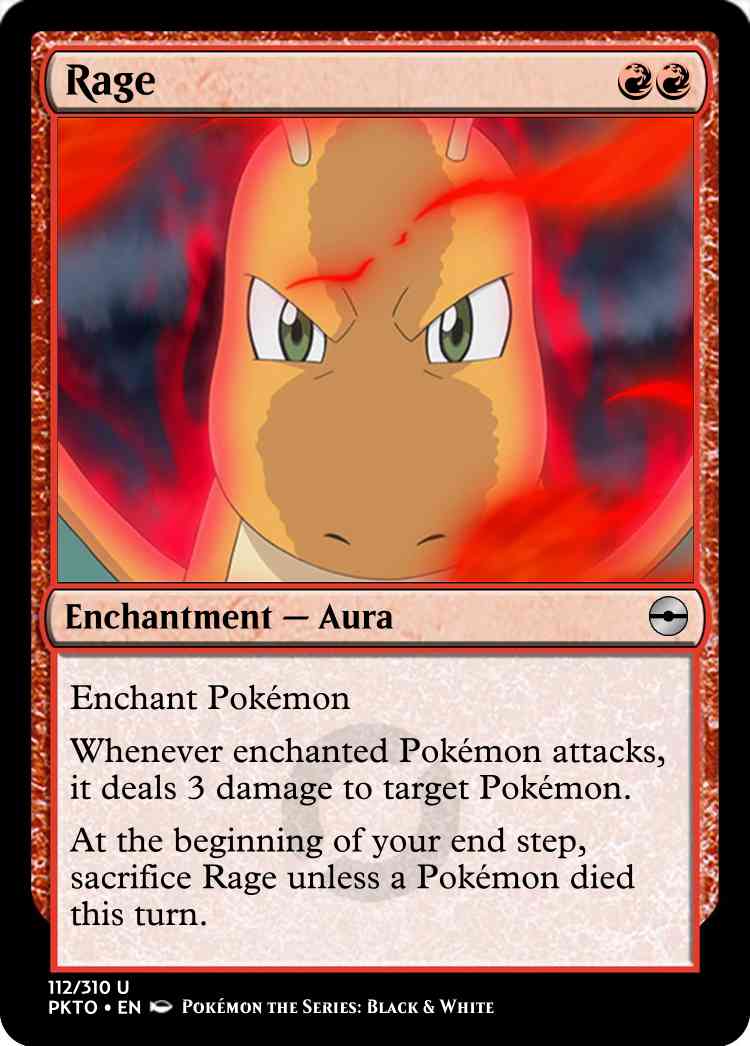 Rage
Enchantment — Aura
Enchant Pokémon
Whenever enchanted Pokémon attacks,
it deals 3 damage to target Pokémon.
At the beginning of your end step,
sacrifice Rage unless a Pokémon died
this turn.
112/310 U
PKTO • EN Pokémon the Series: Black & White